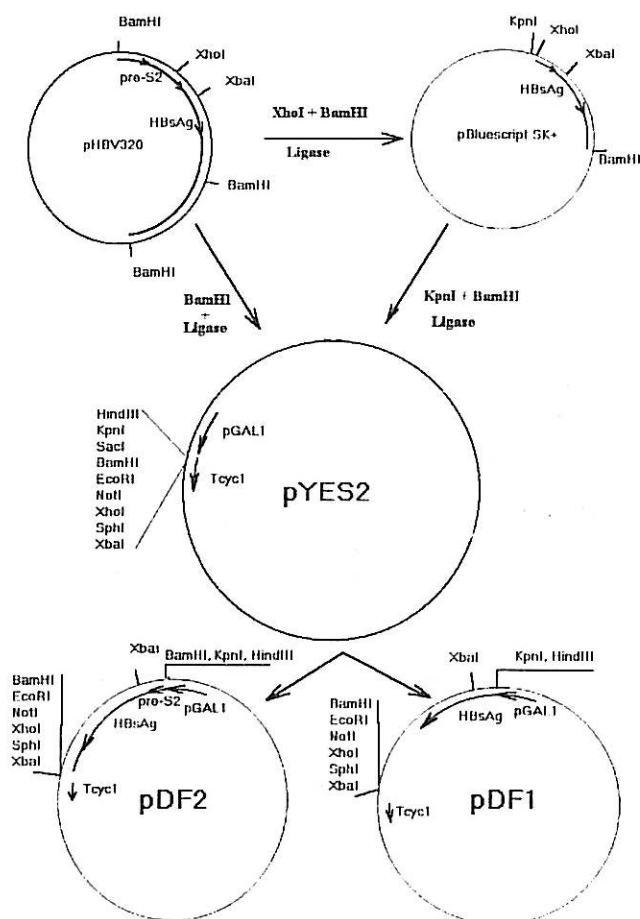 BamHI
XhoI
XbaI
pre-S2
HBsAg
pHBV320
BamHI
BamHI
XhoI + BamHI
Ligase
KpnI
XhoI
XbaI
HBsAg
pBluescript SK+
BamHI
BamHI
+
Ligase
KpnI + BamHI
Ligase
HindIII
KpnI
SacI
BamHI
EcoRI
NotI
XhoI
SphI
XbaI
pGAL1
Tcyc1
pYES2
BamHI
EcoRI
NotI
XhoI
SphI
XbaI
XbaI
BamHI, KpnI, HindIII
pre-S2
HBsAg
pGAL1
Tcyc1
pDF2
BamHI
EcoRI
NotI
XhoI
SphI
XbaI
XbaI
KpnI, HindIII
HBsAg
pGAL1
Tcyc1
pDF1